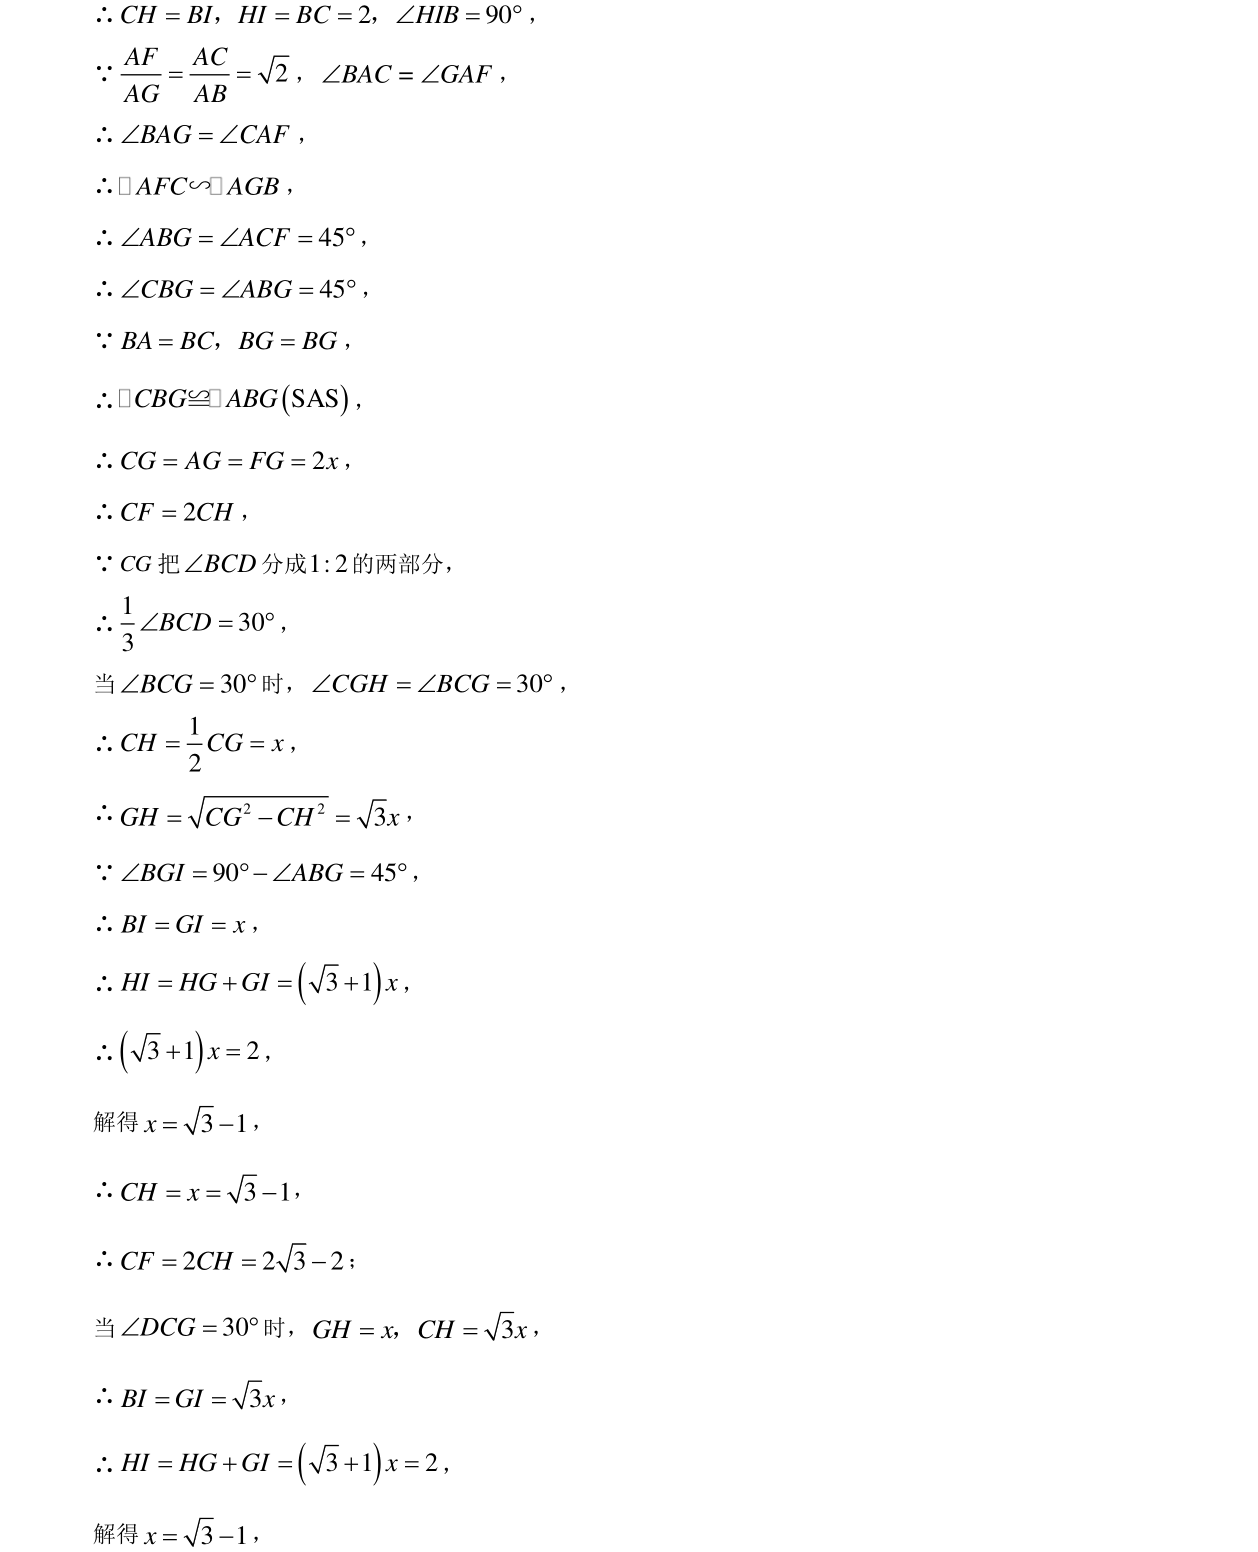 ∴ CH = BI，HI = BC = 2，∠HIB = 90°，
∵ AF/AG = AC/AB = √2，∠BAC = ∠GAF，
∴ ∠BAG = ∠CAF，
∴ □ AFC∽□ AGB，
∴ ∠ABG = ∠ACF = 45°，
∴ ∠CBG = ∠ABG = 45°，
∵ BA = BC，BG = BG，
∴ □ CBG≌□ ABG(SAS)，
∴ CG = AG = FG = 2x，
∴ CF = 2CH，
∵ CG 把 ∠BCD 分成 1:2 的两部分，
∴ 1/3 ∠BCD = 30°，
当 ∠BCG = 30° 时，∠CGH = ∠BCG = 30°，
∴ CH = 1/2 CG = x，
∴ GH = √(CG² − CH²) = √3x，
∵ ∠BGI = 90° − ∠ABG = 45°，
∴ BI = GI = x，
∴ HI = HG + GI = (√3 + 1)x，
∴ (√3 + 1)x = 2，
解得 x = √3 − 1，
∴ CH = x = √3 − 1，
∴ CF = 2CH = 2√3 − 2；
当 ∠DCG = 30° 时，GH = x，CH = √3x，
∴ BI = GI = √3x，
∴ HI = HG + GI = (√3 + 1)x = 2，
解得 x = √3 − 1，